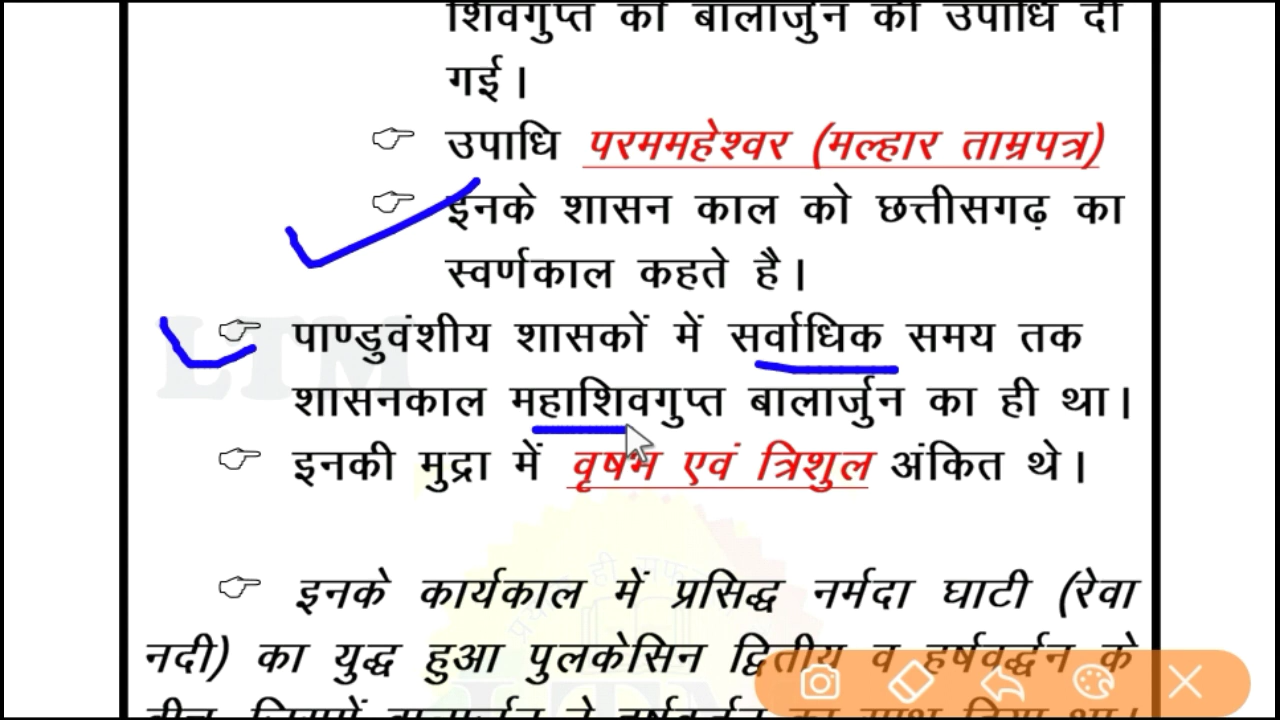 शिवगुप्त को बालार्जुन की उपाधि दी
गई।
उपाधि परममहेश्वर (मल्हार ताम्रपत्र)
इनके शासन काल को छत्तीसगढ़ का
स्वर्णकाल कहते है।
पाण्डुवंशीय शासकों में सर्वाधिक समय तक
शासनकाल महाशिवगुप्त बालार्जुन का ही था।
इनकी मुद्रा में वृषभ एवं त्रिशुल अंकित थे।
इनके कार्यकाल में प्रसिद्ध नर्मदा घाटी (रेवा
नदी) का युद्ध हुआ पुलकेसिन द्वितीय व हर्षवर्द्धन के
LTM